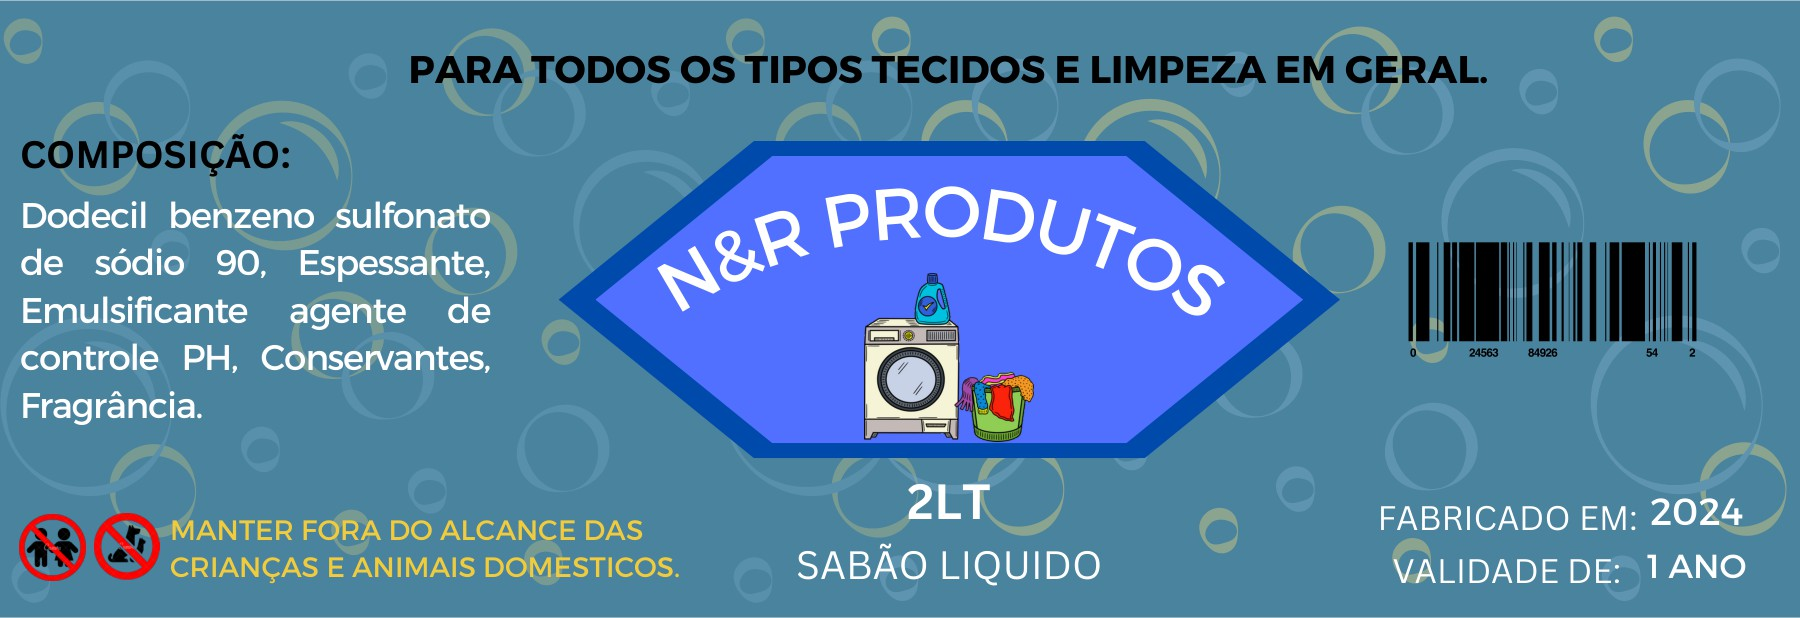 PARA TODOS OS TIPOS TECIDOS E LIMPEZA EM GERAL.
COMPOSIÇÃO:
Dodecil benzeno sulfonato
de sódio 90, Espessante,
Emulsificante agente de
controle PH, Conservantes,
Fragrância.
MANTER FORA DO ALCANCE DAS
CRIANÇAS E ANIMAIS DOMESTICOS.
N&R PRODUTOS
2LT
SABÃO LIQUIDO
0 24563 84926 54 2
FABRICADO EM: 2024
VALIDADE DE: 1 ANO